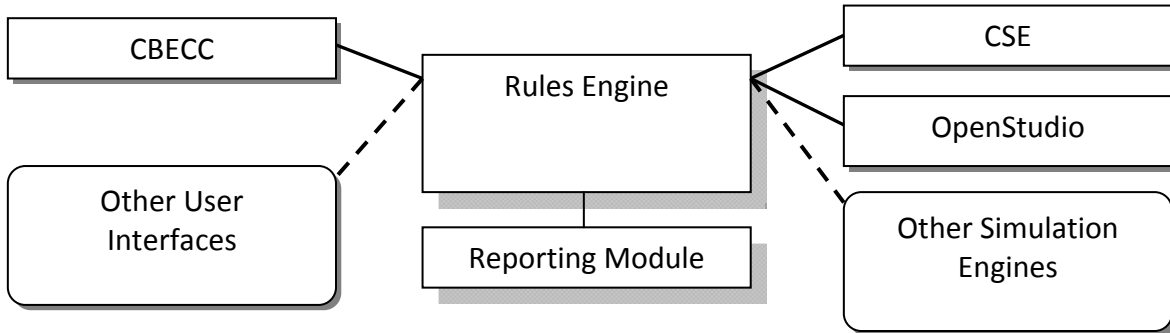 CBECC
Other User
Interfaces
Rules Engine
Reporting Module
CSE
OpenStudio
Other Simulation
Engines